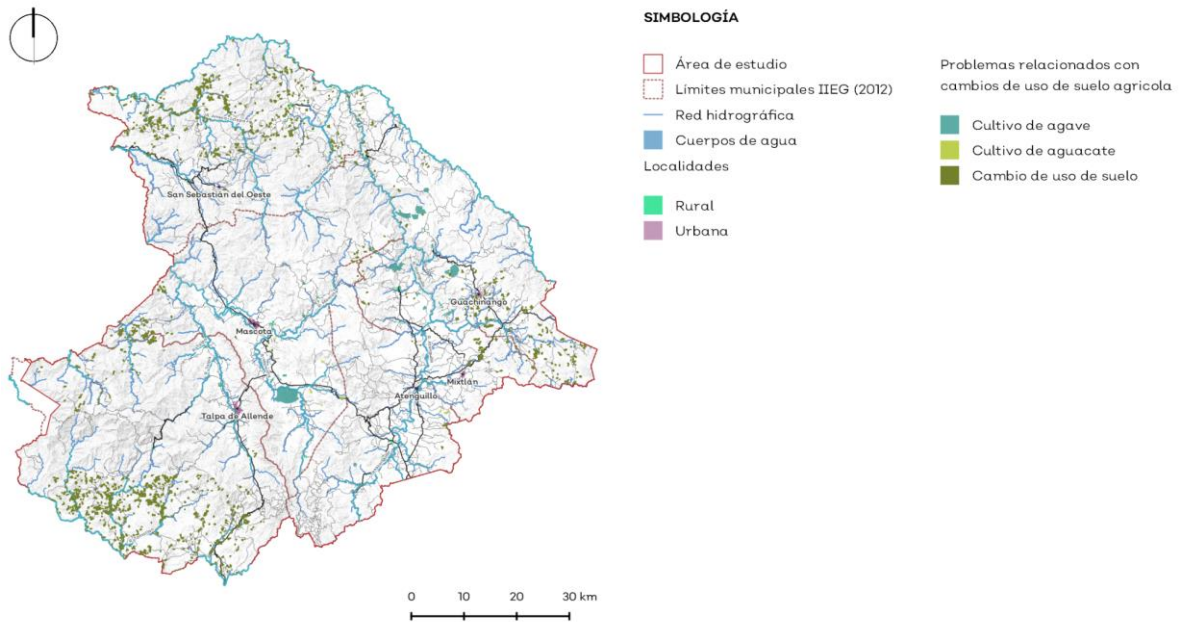 San Sebastián del Oeste
Guachinango
Mascota
Mixtlán
Atenguillo
Talpa de Allende
0 10 20 30 km
SIMBOLOGÍA
Área de estudio
Límites municipales IIEG (2012)
Red hidrográfica
Cuerpos de agua
Localidades
Rural
Urbana
Problemas relacionados con
cambios de uso de suelo agricola
Cultivo de agave
Cultivo de aguacate
Cambio de uso de suelo